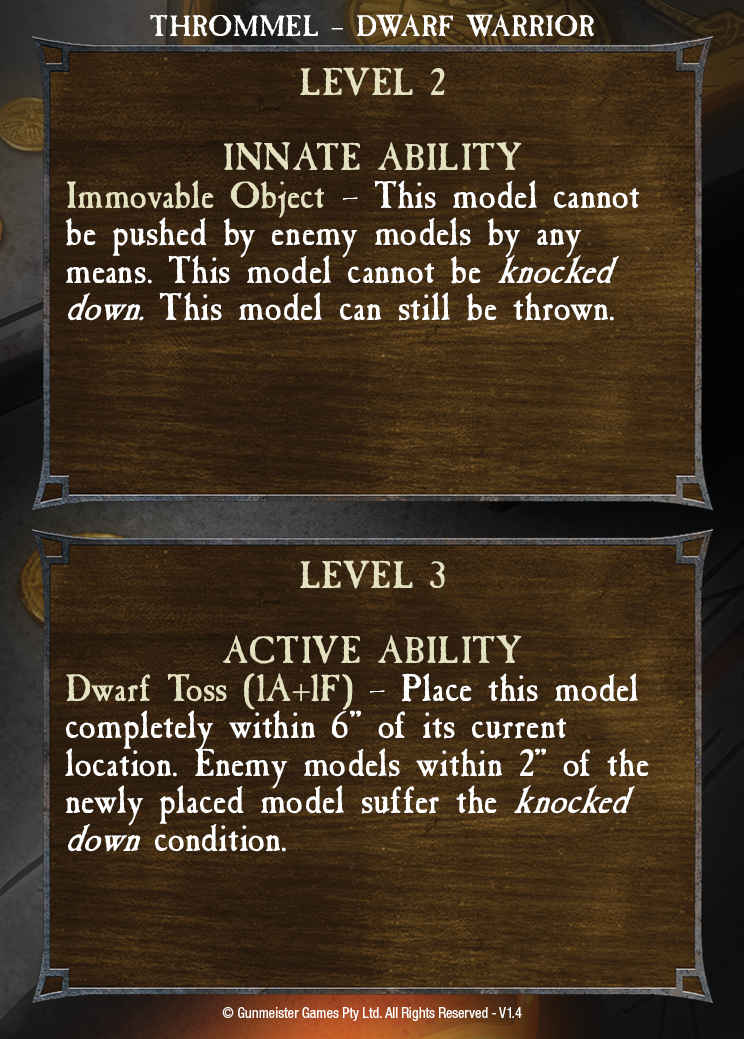 THROMMEL – DWARF WARRIOR
LEVEL 2
INNATE ABILITY
Immovable Object – This model cannot
be pushed by enemy models by any
means. This model cannot be knocked
down. This model can still be thrown.
LEVEL 3
ACTIVE ABILITY
Dwarf Toss (1A+1F) – Place this model
completely within 6” of its current
location. Enemy models within 2” of the
newly placed model suffer the knocked
down condition.
© Gunmeister Games Pty Ltd. All Rights Reserved - V1.4